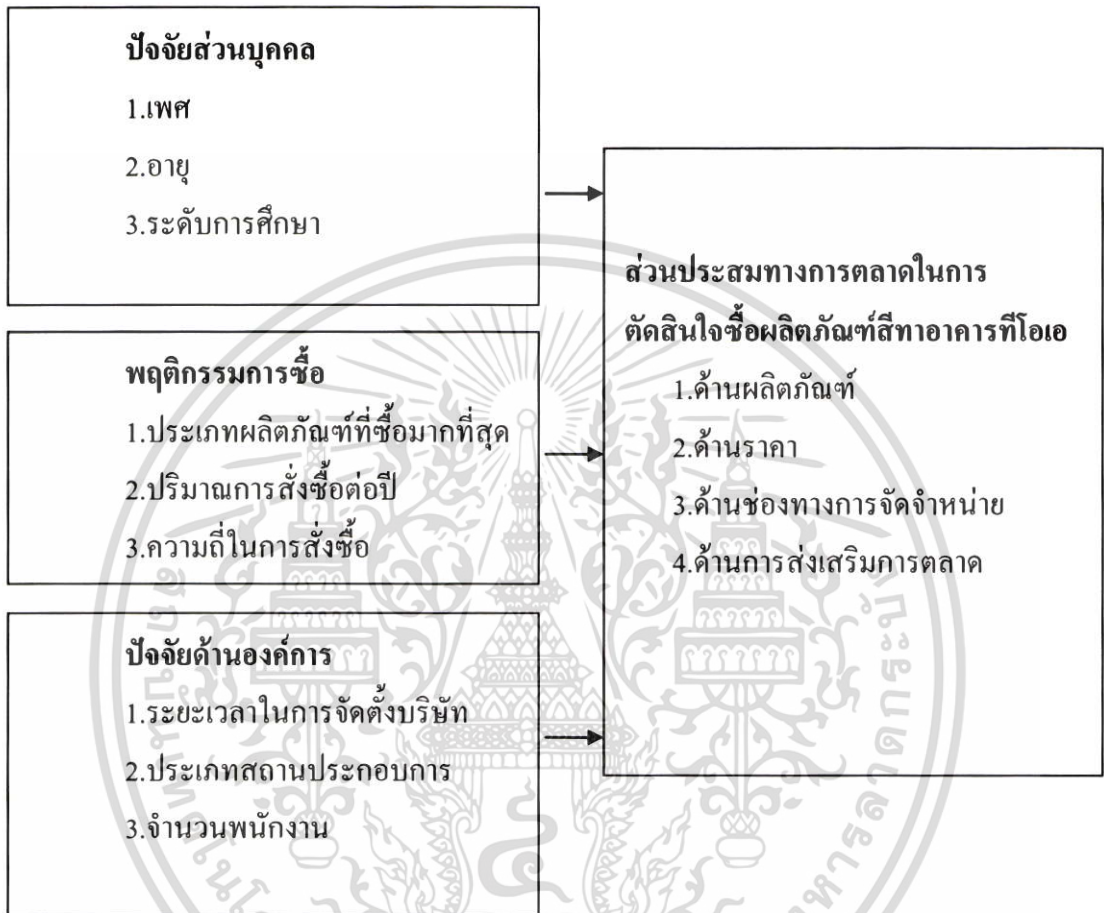 ปัจจัยส่วนบุคคล
1.เพศ
2.อายุ
3.ระดับการศึกษา
พฤติกรรมการซื้อ
1.ประเภทผลิตภัณฑ์ที่ซื้อมากที่สุด
2.ปริมาณการสั่งซื้อต่อปี
3.ความถี่ในการสั่งซื้อ
ปัจจัยด้านองค์การ
1.ระยะเวลาในการจัดตั้งบริษัท
2.ประเภทสถานประกอบการ
3.จำนวนพนักงาน
ส่วนประสมทางการตลาดในการ
ตัดสินใจซื้อผลิตภัณฑ์สีทาอาคารทีโอเอ
1.ด้านผลิตภัณฑ์
2.ด้านราคา
3.ด้านช่องทางการจัดจำหน่าย
4.ด้านการส่งเสริมการตลาด